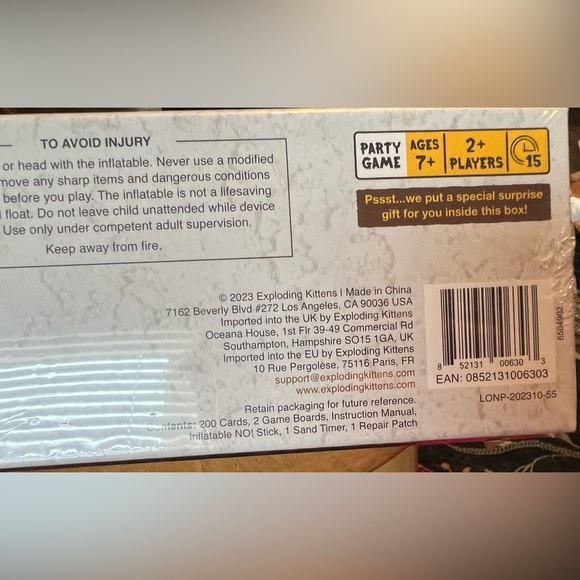 TO AVOID INJURY
or head with the inflatable. Never use a modified
move any sharp items and dangerous conditions
before you play. The inflatable is not a lifesaving
float. Do not leave child unattended while device
Use only under competent adult supervision.
Keep away from fire.
PARTY GAME
AGES 7+
2+ PLAYERS
15
Pssst...we put a special surprise
gift for you inside this box!
© 2023 Exploding Kittens | Made in China
7162 Beverly Blvd #272 Los Angeles, CA 90036 USA
Imported into the UK by Exploding Kittens
Oceana House, 1st Flr 39-49 Commercial Rd
Southampton, Hampshire SO15 1GA, UK
Imported into the EU by Exploding Kittens
10 Rue Pergolèse, 75116 Paris, FR
support@explodingkittens.com
www.explodingkittens.com
Retain packaging for future reference.
Contents: 200 Cards, 2 Game Boards, Instruction Manual,
Inflatable NO! Stick, 1 Sand Timer, 1 Repair Patch
8 52131 00630 3
EAN: 0852131006303
LONP-202310-55
6504902